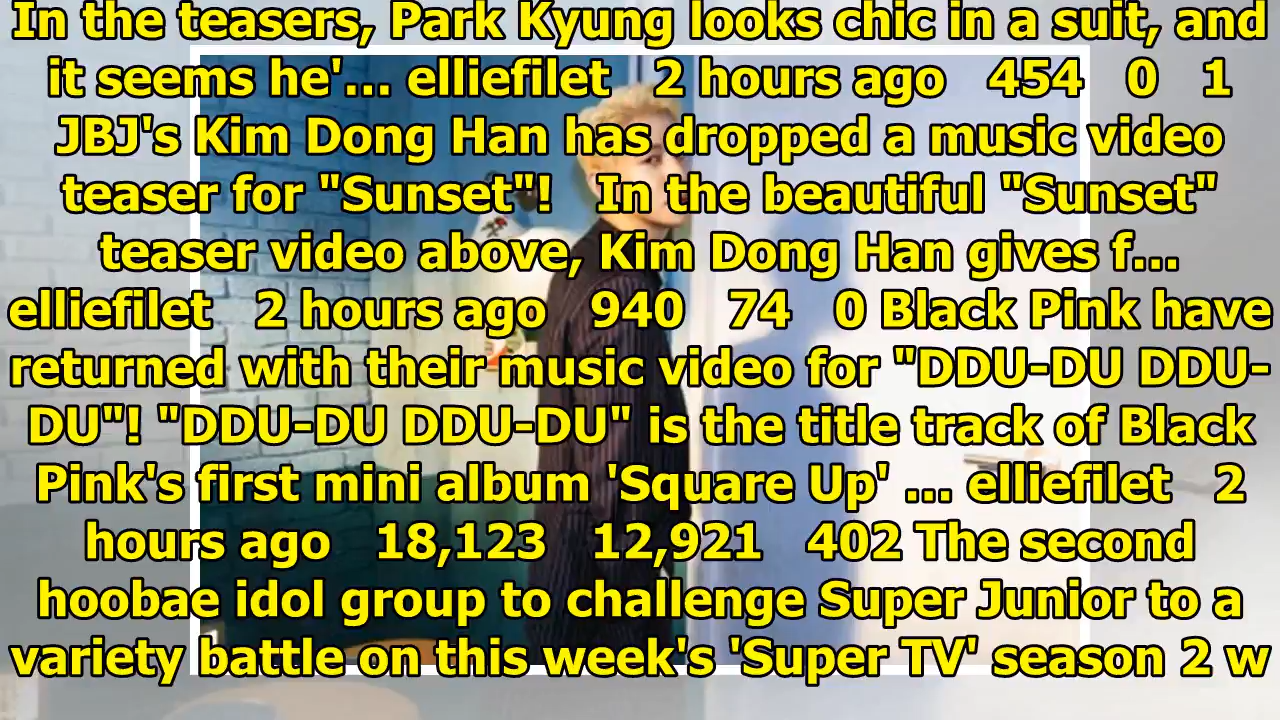 In the teasers, Park Kyung looks chic in a suit, and
it seems he'... elliefilet 2 hours ago 454 0 1
JBJ's Kim Dong Han has dropped a music video
teaser for "Sunset"! In the beautiful "Sunset"
teaser video above, Kim Dong Han gives f...
elliefilet 2 hours ago 940 74 0 Black Pink have
returned with their music video for "DDU-DU DDU-
DU"! "DDU-DU DDU-DU" is the title track of Black
Pink's first mini album 'Square Up' ... elliefilet 2
hours ago 18,123 12,921 402 The second
hoobae idol group to challenge Super Junior to a
variety battle on this week's 'Super TV' season 2 w